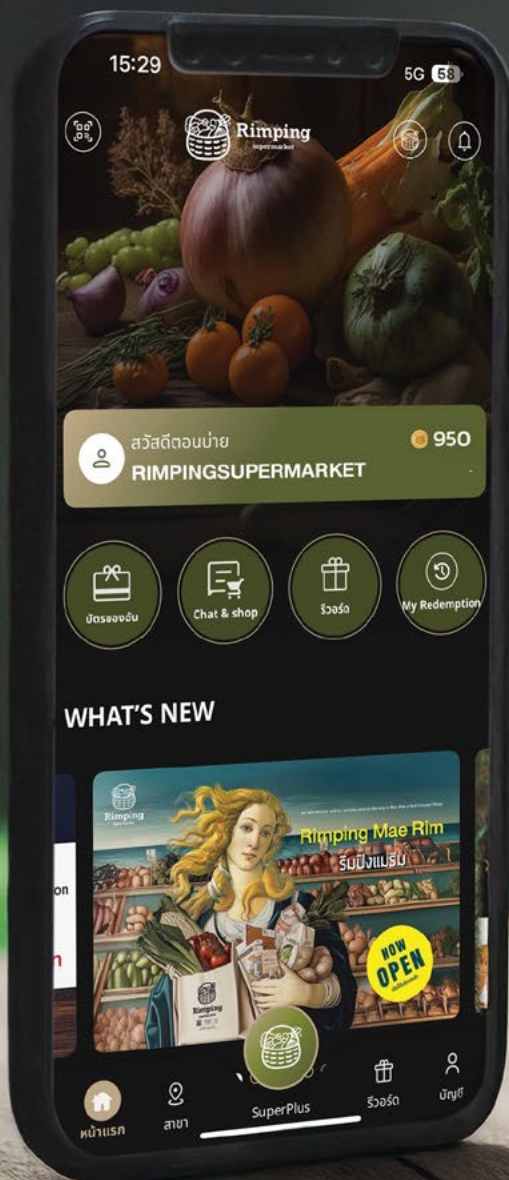 15:29
5G 58
Rimping
supermarket
สวัสดีตอนบ่าย
950
RIMPINGSUPERMARKET
บัตรของฉัน
Chat & shop
รีวอร์ด
My Redemption
WHAT'S NEW
Rimping
Rimping Mae Rim
ริมปิงแม่ริม
NOW
OPEN
Rimping
หน้าแรก
สาขา
SuperPlus
รีวอร์ด
บัญชี